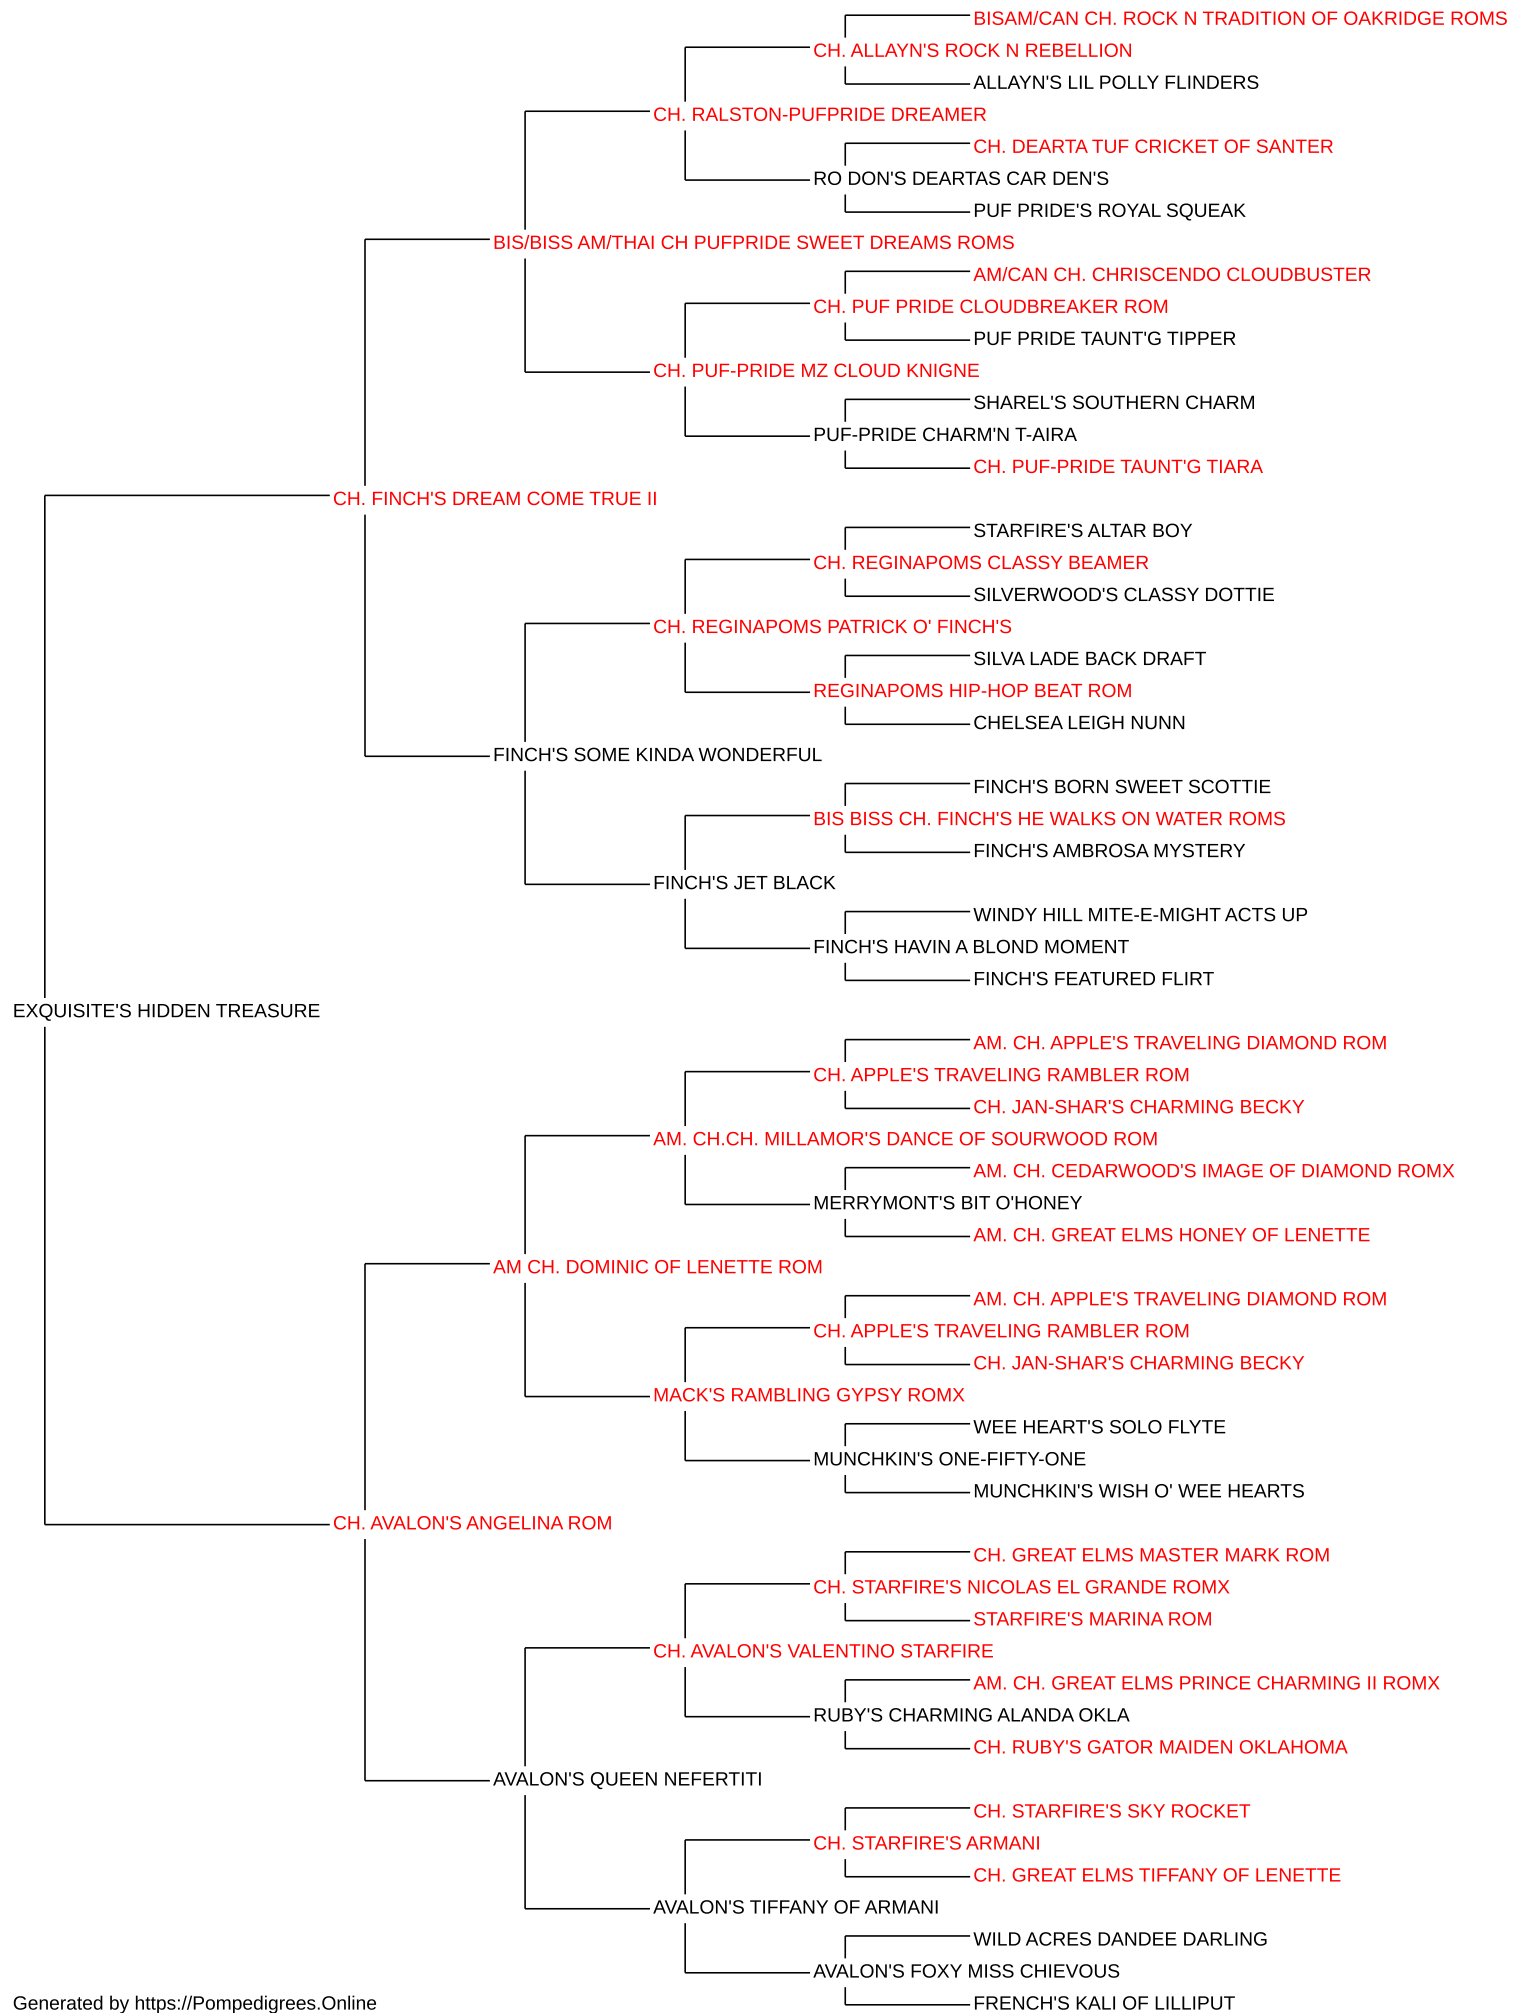 BISAM/CAN CH. ROCK N TRADITION OF OAKRIDGE ROMS
CH. ALLAYN'S ROCK N REBELLION
ALLAYN'S LIL POLLY FLINDERS
CH. RALSTON-PUFPRIDE DREAMER
CH. DEARTA TUF CRICKET OF SANTER
RO DON'S DEARTAS CAR DEN'S
PUF PRIDE'S ROYAL SQUEAK
BIS/BISS AM/THAI CH PUFPRIDE SWEET DREAMS ROMS
AM/CAN CH. CHRISCENDO CLOUDBUSTER
CH. PUF PRIDE CLOUDBREAKER ROM
PUF PRIDE TAUNT'G TIPPER
CH. PUF-PRIDE MZ CLOUD KNIGNE
SHAREL'S SOUTHERN CHARM
PUF-PRIDE CHARM'N T-AIRA
CH. PUF-PRIDE TAUNT'G TIARA
CH. FINCH'S DREAM COME TRUE II
STARFIRE'S ALTAR BOY
CH. REGINAPOMS CLASSY BEAMER
SILVERWOOD'S CLASSY DOTTIE
CH. REGINAPOMS PATRICK O' FINCH'S
SILVA LADE BACK DRAFT
REGINAPOMS HIP-HOP BEAT ROM
CHELSEA LEIGH NUNN
FINCH'S SOME KINDA WONDERFUL
FINCH'S BORN SWEET SCOTTIE
BIS BISS CH. FINCH'S HE WALKS ON WATER ROMS
FINCH'S AMBROSA MYSTERY
FINCH'S JET BLACK
WINDY HILL MITE-E-MIGHT ACTS UP
FINCH'S HAVIN A BLOND MOMENT
FINCH'S FEATURED FLIRT
EXQUISITE'S HIDDEN TREASURE
AM. CH. APPLE'S TRAVELING DIAMOND ROM
CH. APPLE'S TRAVELING RAMBLER ROM
CH. JAN-SHAR'S CHARMING BECKY
AM. CH.CH. MILLAMOR'S DANCE OF SOURWOOD ROM
AM. CH. CEDARWOOD'S IMAGE OF DIAMOND ROMX
MERRYMONT'S BIT O'HONEY
AM. CH. GREAT ELMS HONEY OF LENETTE
AM CH. DOMINIC OF LENETTE ROM
AM. CH. APPLE'S TRAVELING DIAMOND ROM
CH. APPLE'S TRAVELING RAMBLER ROM
CH. JAN-SHAR'S CHARMING BECKY
MACK'S RAMBLING GYPSY ROMX
WEE HEART'S SOLO FLYTE
MUNCHKIN'S ONE-FIFTY-ONE
MUNCHKIN'S WISH O' WEE HEARTS
CH. AVALON'S ANGELINA ROM
CH. GREAT ELMS MASTER MARK ROM
CH. STARFIRE'S NICOLAS EL GRANDE ROMX
STARFIRE'S MARINA ROM
CH. AVALON'S VALENTINO STARFIRE
AM. CH. GREAT ELMS PRINCE CHARMING II ROMX
RUBY'S CHARMING ALANDA OKLA
CH. RUBY'S GATOR MAIDEN OKLAHOMA
AVALON'S QUEEN NEFERTITI
CH. STARFIRE'S SKY ROCKET
CH. STARFIRE'S ARMANI
CH. GREAT ELMS TIFFANY OF LENETTE
AVALON'S TIFFANY OF ARMANI
WILD ACRES DANDEE DARLING
AVALON'S FOXY MISS CHIEVOUS
FRENCH'S KALI OF LILLIPUT
Generated by https://Pompedigrees.Online